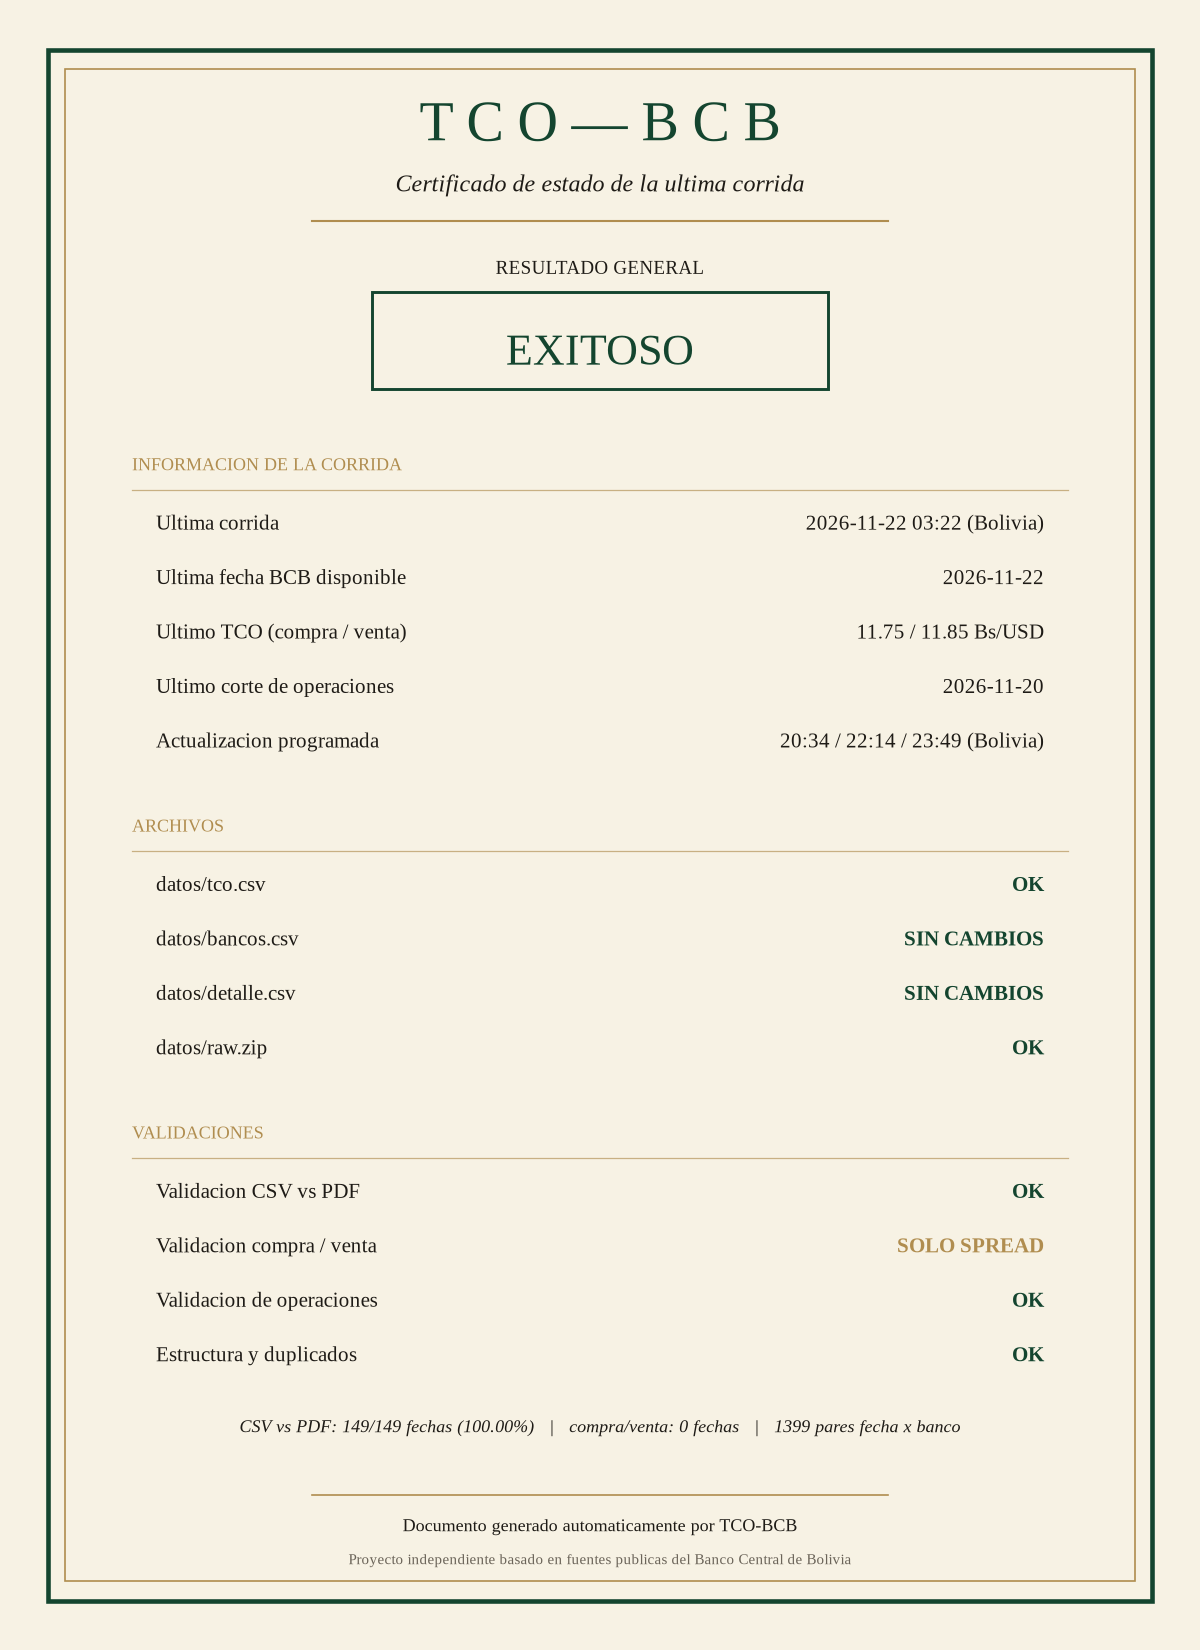 TCO—BCB
Certificado de estado de la ultima corrida
RESULTADO GENERAL
EXITOSO
INFORMACION DE LA CORRIDA
Ultima corrida 2026-11-22 03:22 (Bolivia)
Ultima fecha BCB disponible 2026-11-22
Ultimo TCO (compra / venta) 11.75 / 11.85 Bs/USD
Ultimo corte de operaciones 2026-11-20
Actualizacion programada 20:34 / 22:14 / 23:49 (Bolivia)
ARCHIVOS
datos/tco.csv OK
datos/bancos.csv SIN CAMBIOS
datos/detalle.csv SIN CAMBIOS
datos/raw.zip OK
VALIDACIONES
Validacion CSV vs PDF OK
Validacion compra / venta SOLO SPREAD
Validacion de operaciones OK
Estructura y duplicados OK
CSV vs PDF: 149/149 fechas (100.00%) | compra/venta: 0 fechas | 1399 pares fecha x banco
Documento generado automaticamente por TCO-BCB
Proyecto independiente basado en fuentes publicas del Banco Central de Bolivia